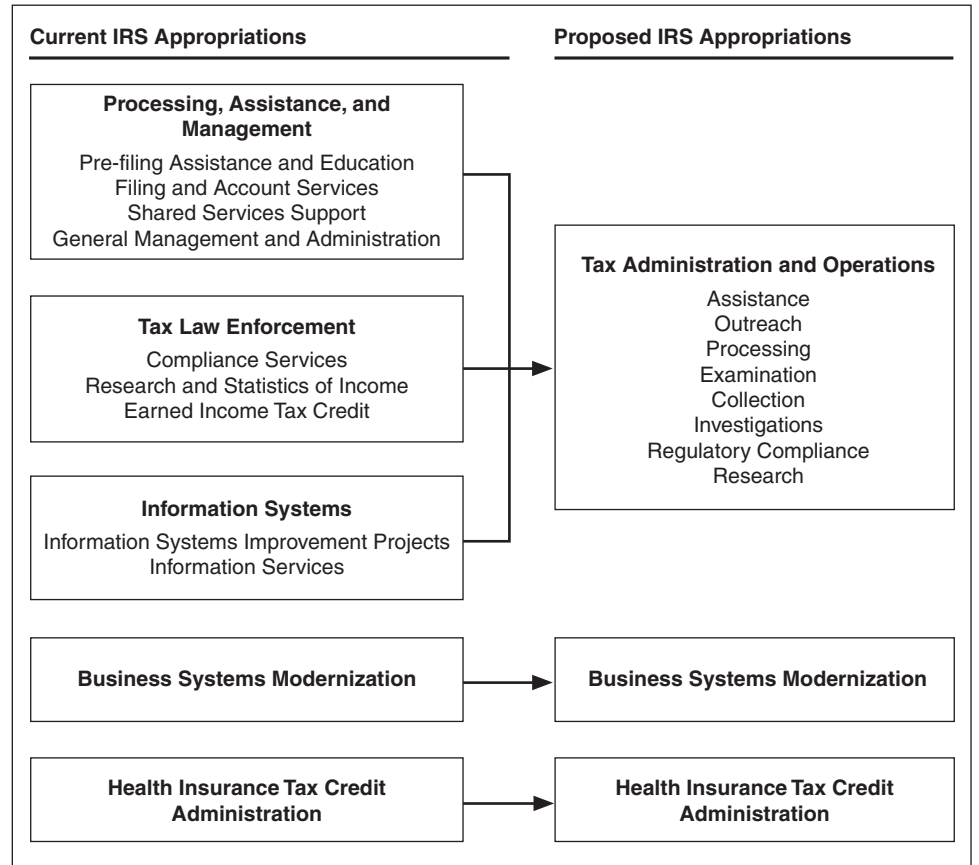 Current IRS Appropriations
Proposed IRS Appropriations
Processing, Assistance, and
Management
Pre-filing Assistance and Education
Filing and Account Services
Shared Services Support
General Management and Administration
Tax Law Enforcement
Compliance Services
Research and Statistics of Income
Earned Income Tax Credit
Information Systems
Information Systems Improvement Projects
Information Services
Tax Administration and Operations
Assistance
Outreach
Processing
Examination
Collection
Investigations
Regulatory Compliance
Research
Business Systems Modernization
Business Systems Modernization
Health Insurance Tax Credit
Administration
Health Insurance Tax Credit
Administration